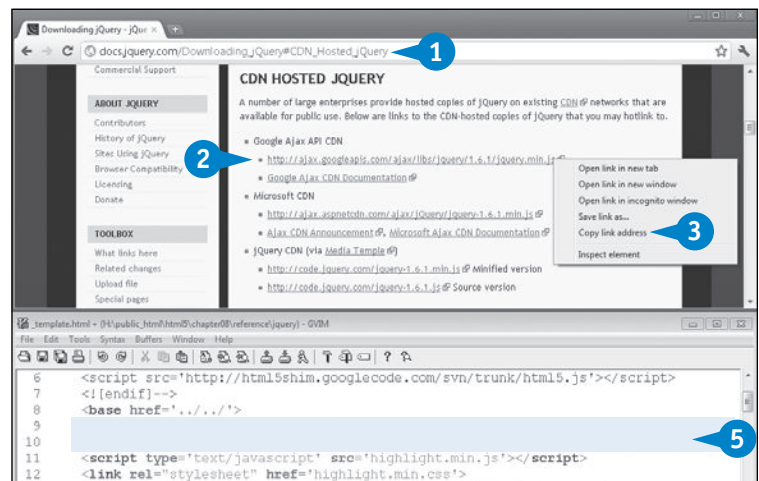 Downloading jQuery - jQur
docs.jquery.com/Downloading_jQuery#CDN_Hosted_jQuery
1
Commercial Support
ABOUT JQUERY
Contributors
History of jQuery
Sites Using jQuery
Browser Compatibility
Licensing
Donate
TOOLBOX
What links here
Related changes
Upload file
Special pages
CDN HOSTED JQUERY
A number of large enterprises provide hosted copies of jQuery on existing CDN networks that are
available for public use. Below are links to the CDN-hosted copies of jQuery that you may hotlink to.
Google Ajax API CDN
2
http://ajax.googleapis.com/ajax/libs/jquery/1.6.1/jquery.min.js
Google Ajax CDN Documentation
Microsoft CDN
http://ajax.aspnetcdn.com/ajax/jQuery/jquery-1.6.1.min.js
Ajax CDN Announcement, Microsoft Ajax CDN Documentation
jQuery CDN (via Media Temple)
http://code.jquery.com/jquery-1.6.1.min.js Minified version
http://code.jquery.com/jquery-1.6.1.js Source version
Open link in new tab
Open link in new window
Open link in incognito window
Save link as...
Copy link address
3
Inspect element
_template.html + (H:\public_html\html5\chapter08\reference\jquery) - GVIM
File Edit Tools Syntax Buffers Window Help
6 <script src='http://html5shim.googlecode.com/svn/trunk/html5.js'></script>
7 <![endif]-->
8 <base href='../../'>
9
10
5
11 <script type='text/javascript' src='highlight.min.js'></script>
12 <link rel="stylesheet" href='highlight.min.css'>